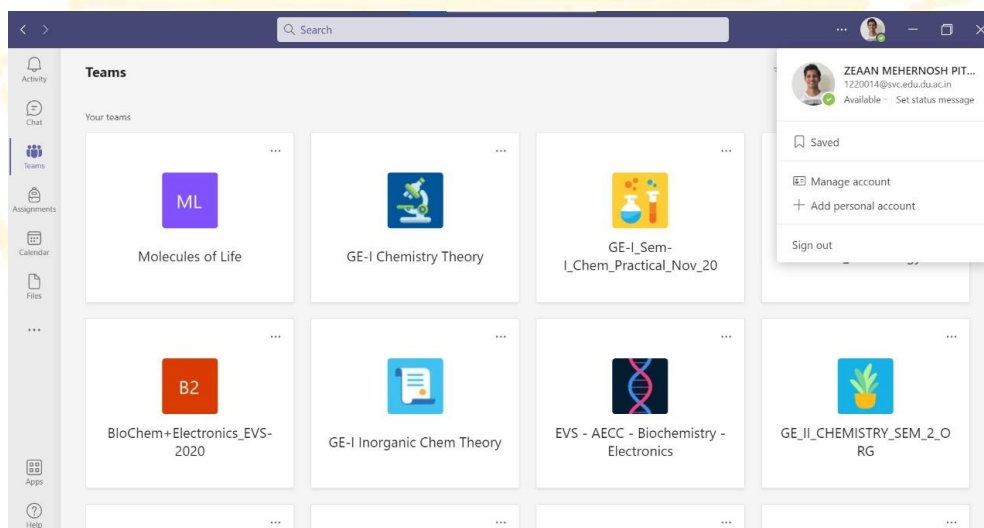 Search
Activity
Chat
Teams
Assignments
Calendar
Files
Apps
Help
Teams
Your teams
ML
Molecules of Life
GE-I Chemistry Theory
GE-I_Sem-
I_Chem_Practical_Nov_20
B2
BIoChem+Electronics_EVS-
2020
GE-I Inorganic Chem Theory
EVS - AECC - Biochemistry -
Electronics
GE_II_CHEMISTRY_SEM_2_O
RG
ZEAAN MEHERNOSH PIT...
1220014@svc.edu.du.ac.in
Available
Set status message
Saved
Manage account
Add personal account
Sign out